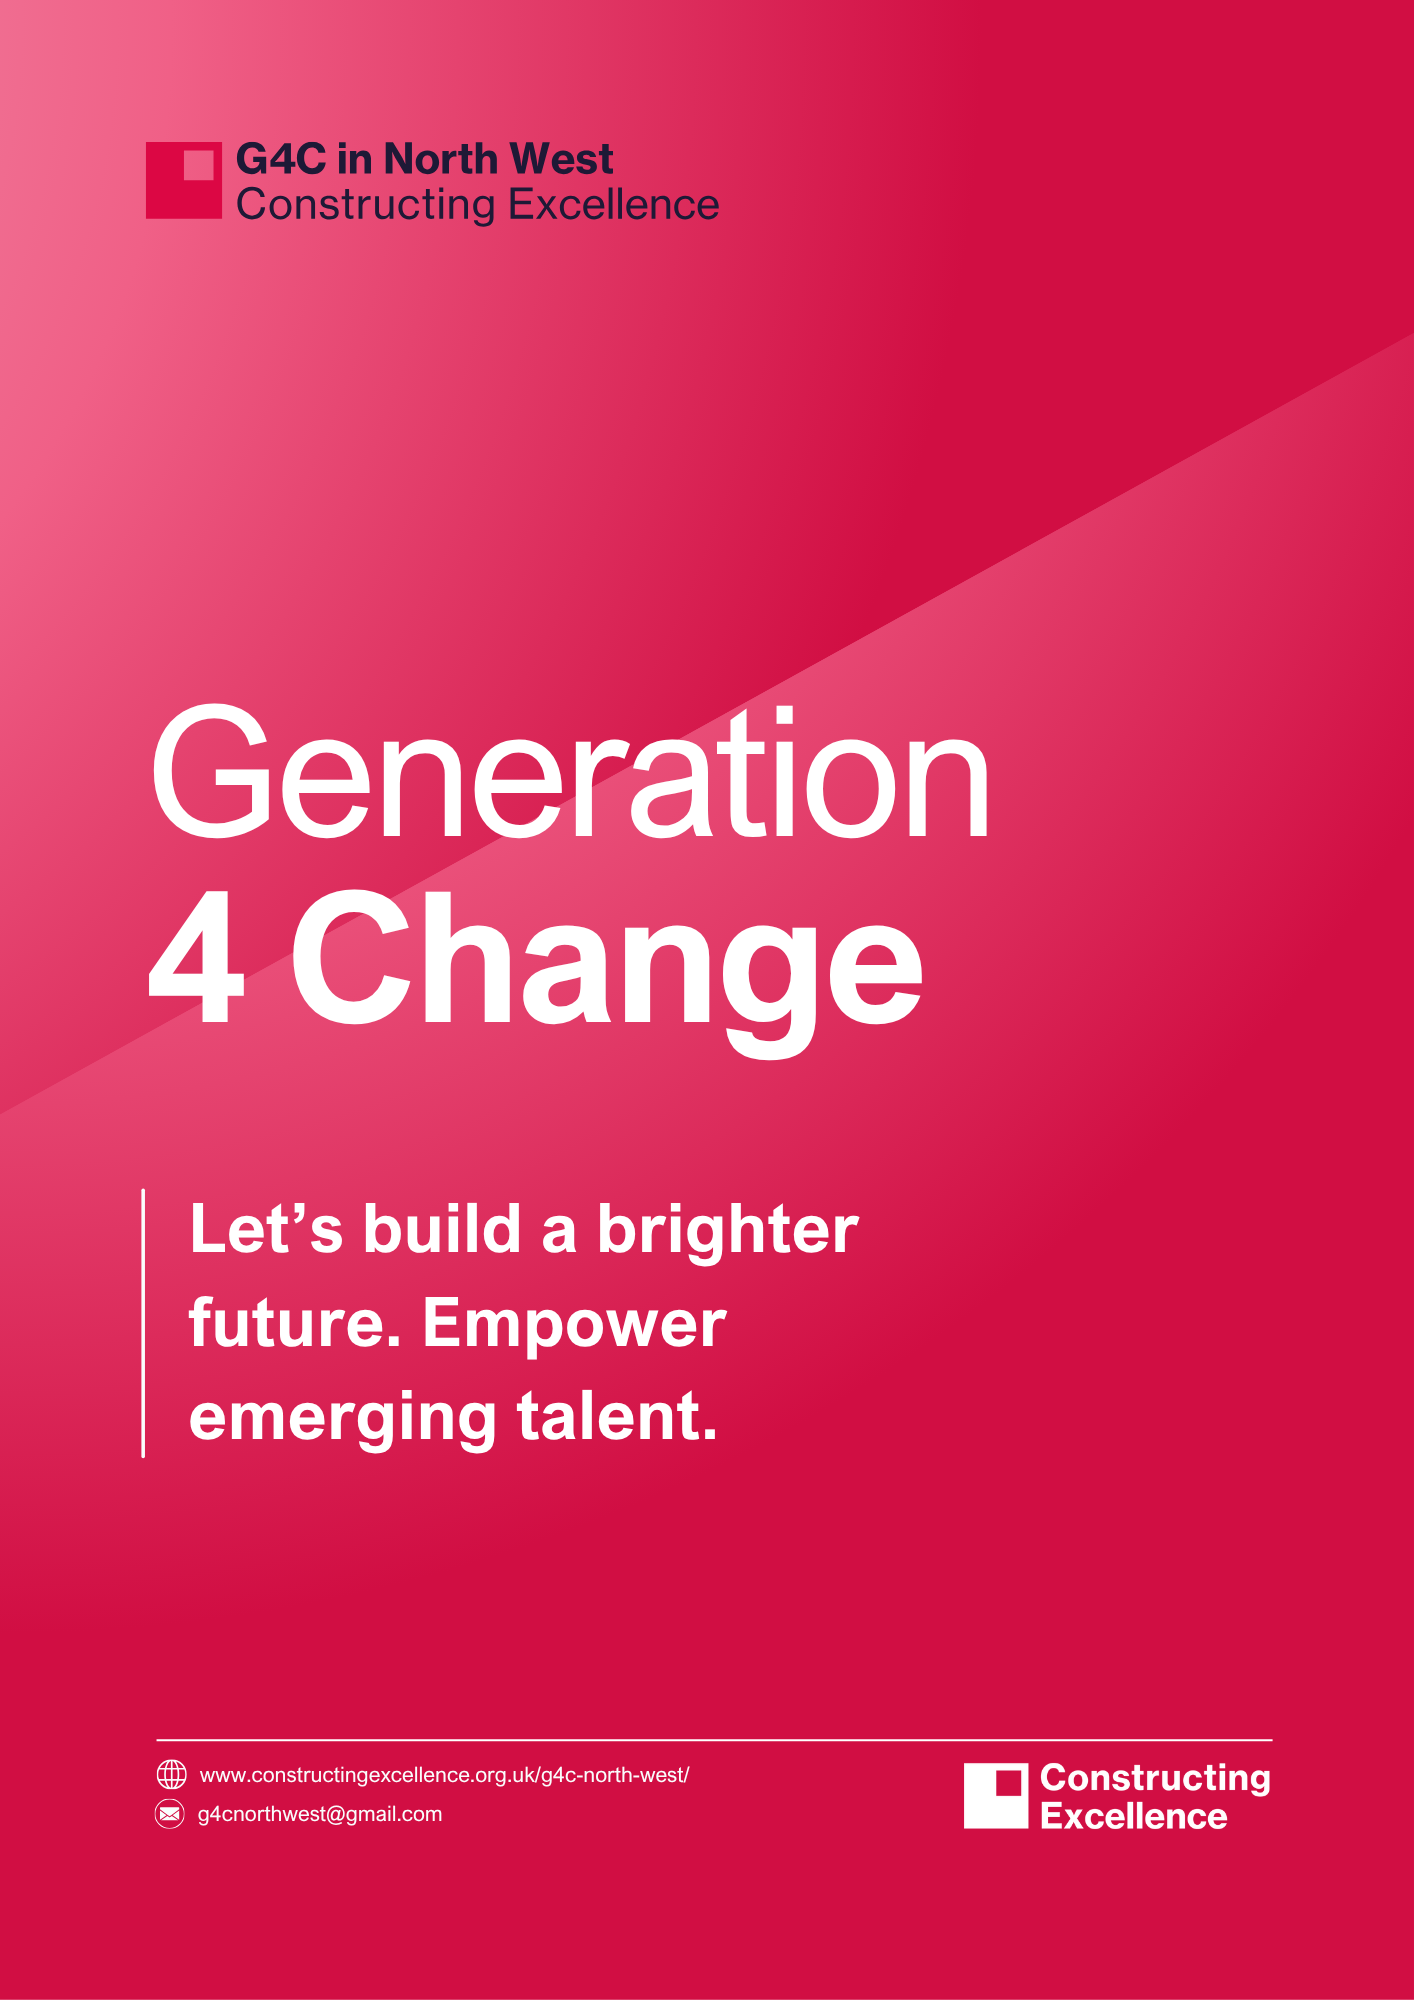 G4C in North West
Constructing Excellence
Generation
4 Change
Let’s build a brighter
future. Empower
emerging talent.
www.constructingexcellence.org.uk/g4c-north-west/
g4cnorthwest@gmail.com
Constructing
Excellence